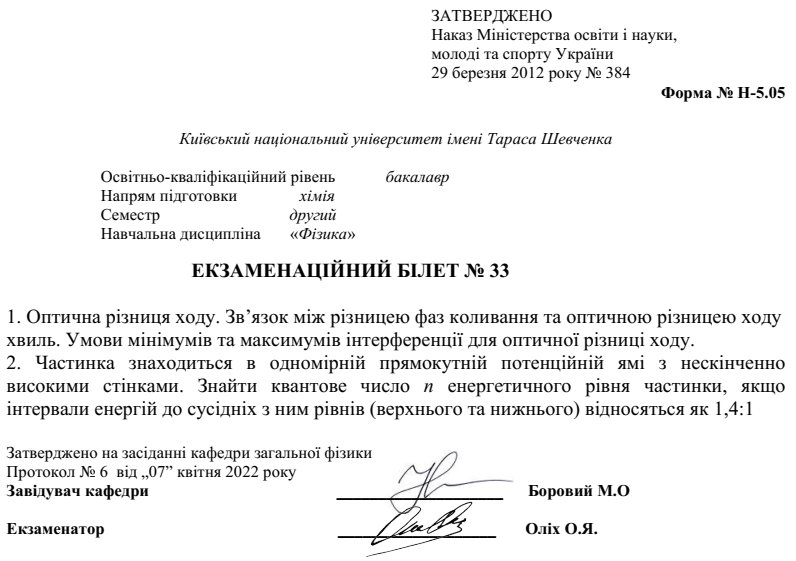 ЗАТВЕРДЖЕНО
Наказ Міністерства освіти і науки,
молоді та спорту України
29 березня 2012 року № 384
Форма № Н-5.05
Київський національний університет імені Тараса Шевченка
Освітньо-кваліфікаційний рівень бакалавр
Напрям підготовки хімія
Семестр другий
Навчальна дисципліна «Фізика»
ЕКЗАМЕНАЦІЙНИЙ БІЛЕТ № 33
1. Оптична різниця ходу. Зв’язок між різницею фаз коливання та оптичною різницею ходу
хвиль. Умови мінімумів та максимумів інтерференції для оптичної різниці ходу.
2. Частинка знаходиться в одномірній прямокутній потенційній ямі з нескінченно
високими стінками. Знайти квантове число n енергетичного рівня частинки, якщо
інтервали енергій до сусідніх з ним рівнів (верхнього та нижнього) відносяться як 1,4:1
Затверджено на засіданні кафедри загальної фізики
Протокол № 6 від „07” квітня 2022 року
Завідувач кафедри Боровий М.О
Екзаменатор Оліх О.Я.